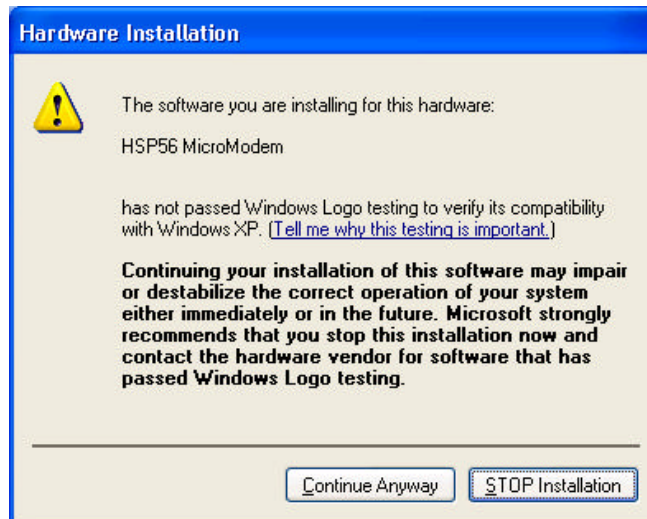 Hardware Installation
The software you are installing for this hardware:
HSP56 MicroModem
has not passed Windows Logo testing to verify its compatibility
with Windows XP. (Tell me why this testing is important.)
Continuing your installation of this software may impair
or destabilize the correct operation of your system
either immediately or in the future. Microsoft strongly
recommends that you stop this installation now and
contact the hardware vendor for software that has
passed Windows Logo testing.
Continue Anyway STOP Installation